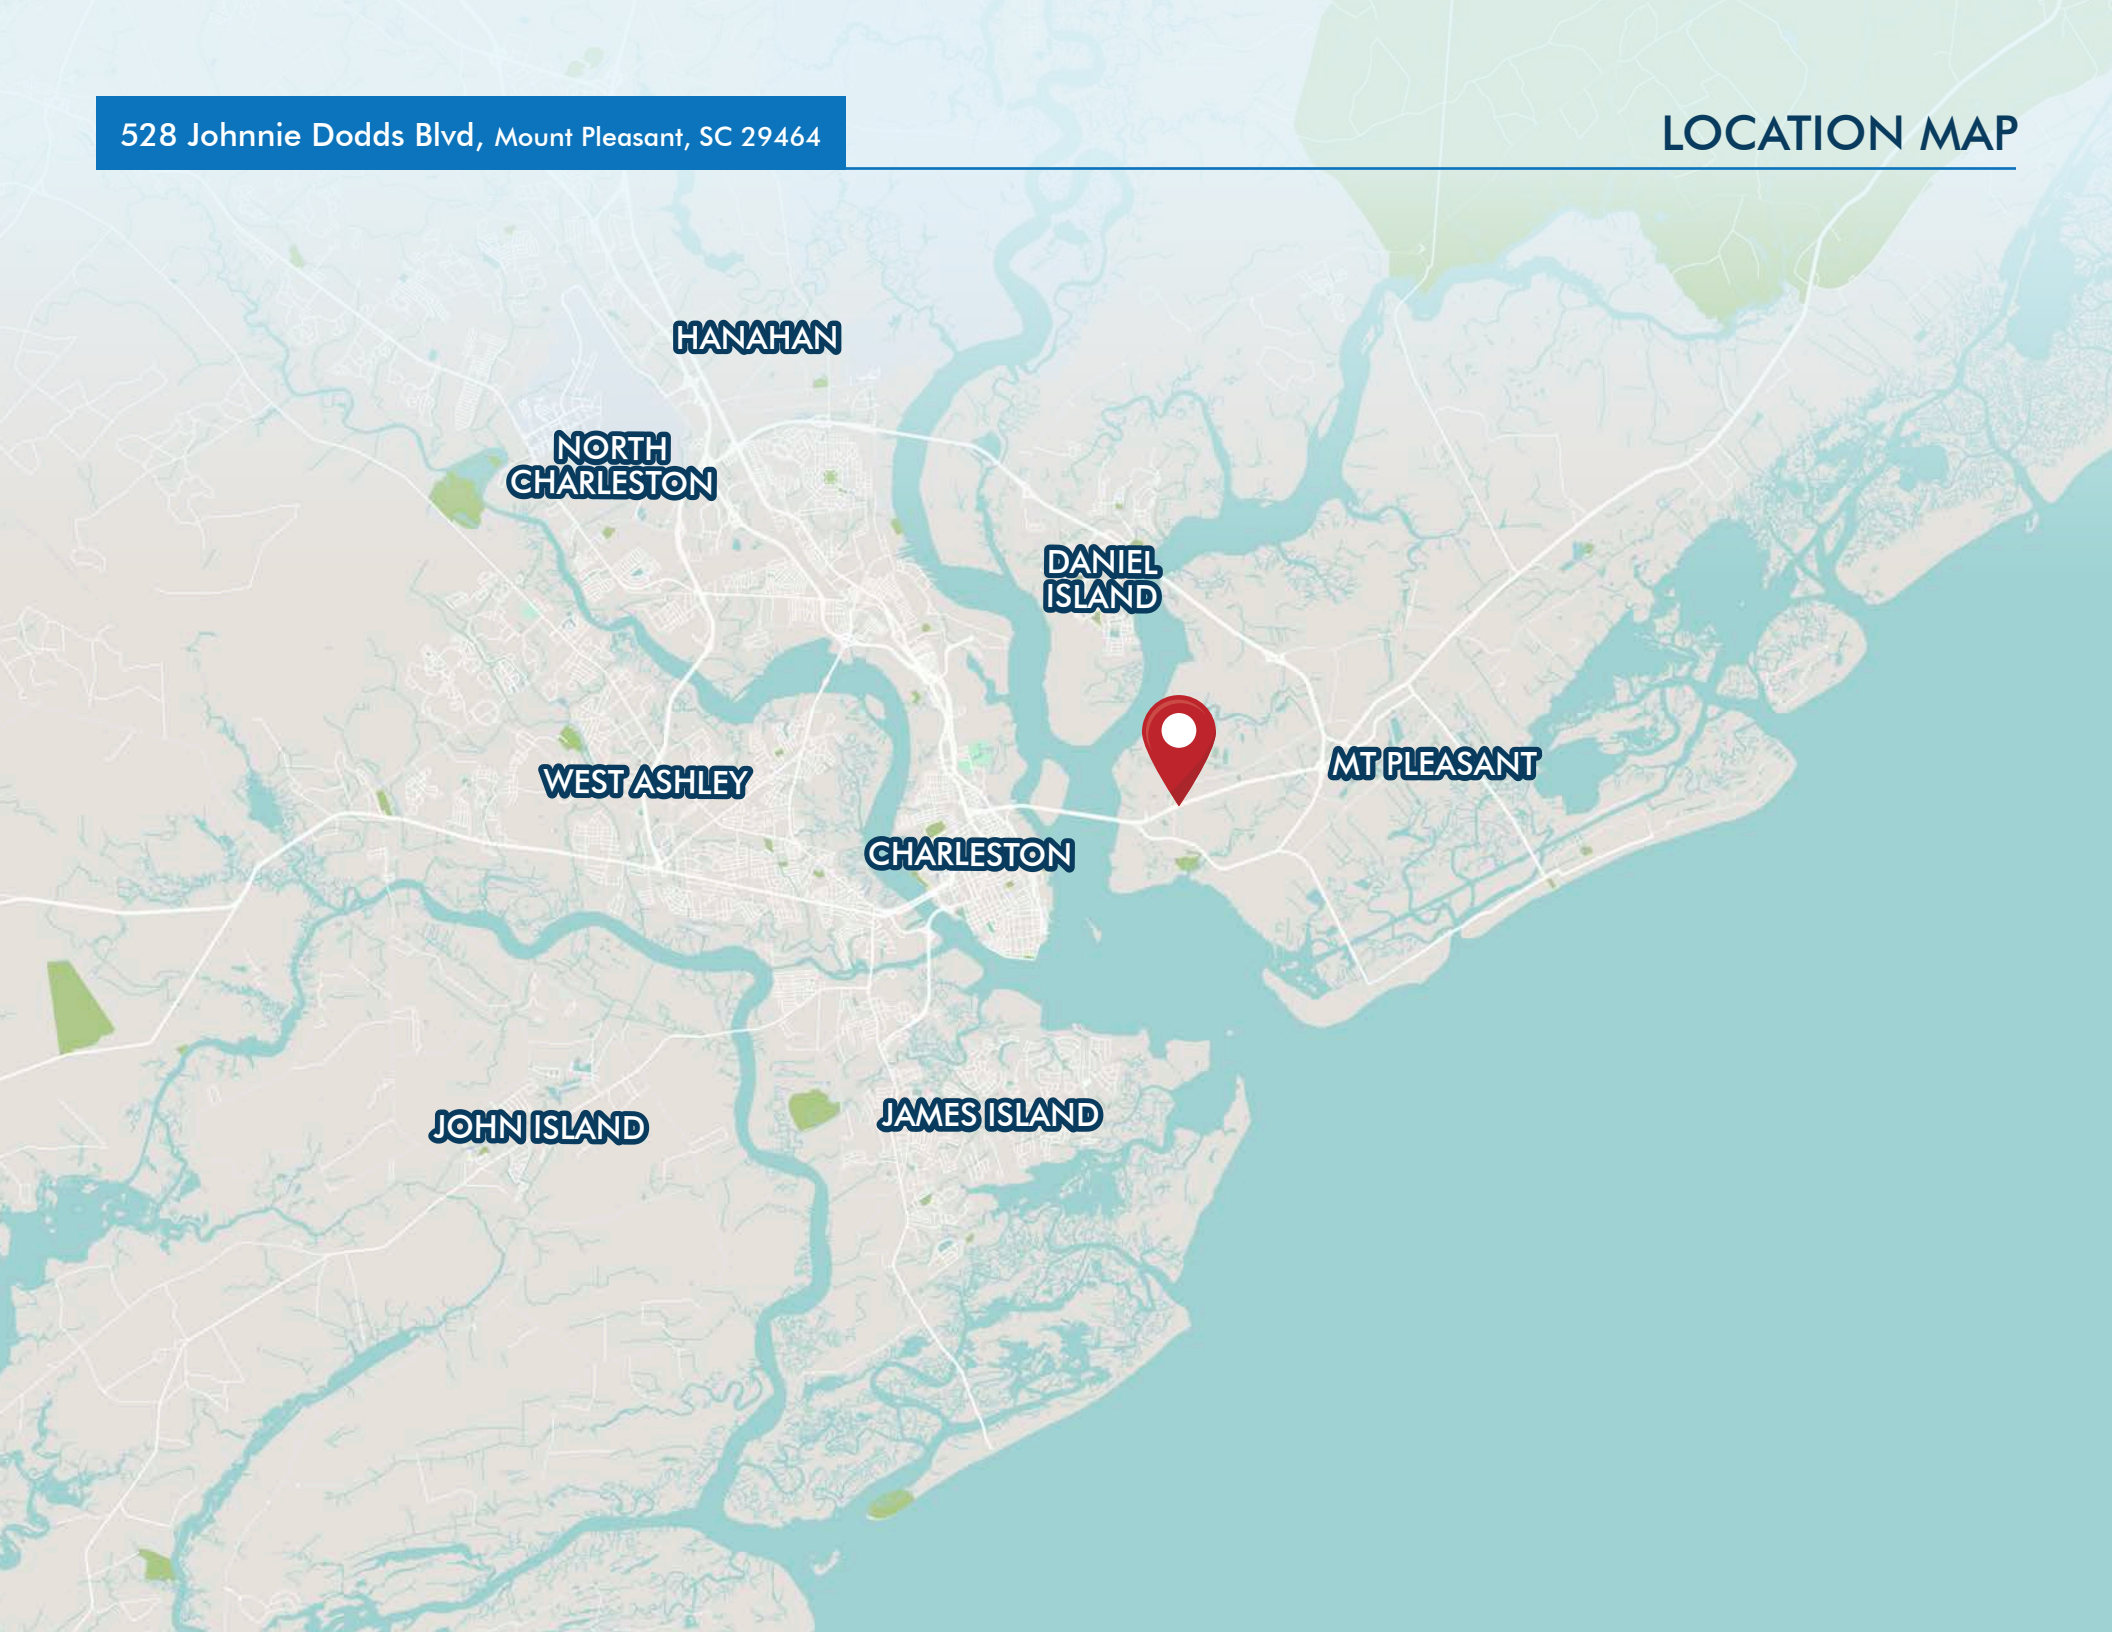 528 Johnnie Dodds Blvd, Mount Pleasant, SC 29464
LOCATION MAP
HANAHAN
NORTH
CHARLESTON
DANIEL
ISLAND
MT PLEASANT
WEST ASHLEY
CHARLESTON
JOHN ISLAND
JAMES ISLAND